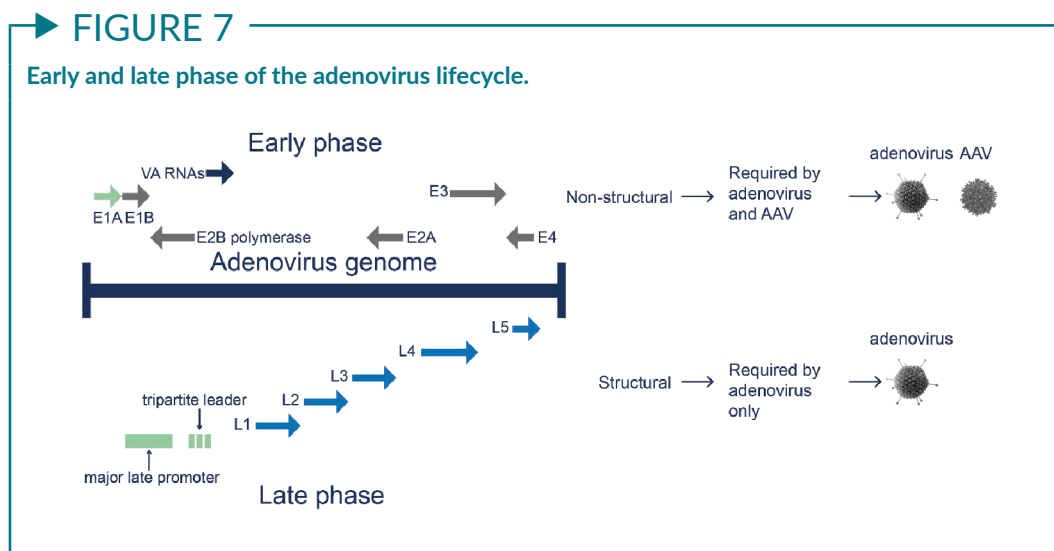 FIGURE 7
Early and late phase of the adenovirus lifecycle.
Early phase
VA RNAs
E1A E1B
E3
E2B polymerase
E2A
E4
Non-structural
Required by
adenovirus
and AAV
adenovirus AAV
Adenovirus genome
L5
L4
L3
L2
L1
tripartite leader
major late promoter
Late phase
Structural
Required by
adenovirus
only
adenovirus